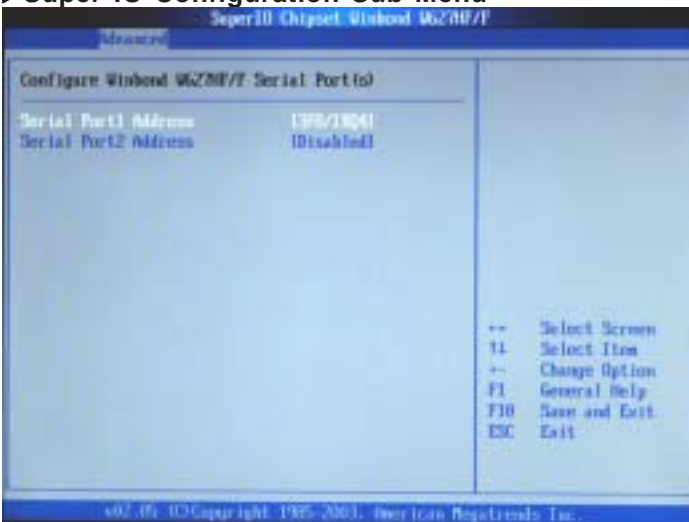 Super IO Configuration Sub-Menu
SuperIO Chipset Winbond
Advanced
Configure Winbond Serial Port(s)
Serial Port1 Address [3F8/IRQ4]
Serial Port2 Address [Disabled]
Select Screen
↑↓ Select Item
+- Change Option
F1 General Help
F10 Save and Exit
ESC Exit
v02.05 (C)Copyright 1985-2003, American Megatrends Inc.